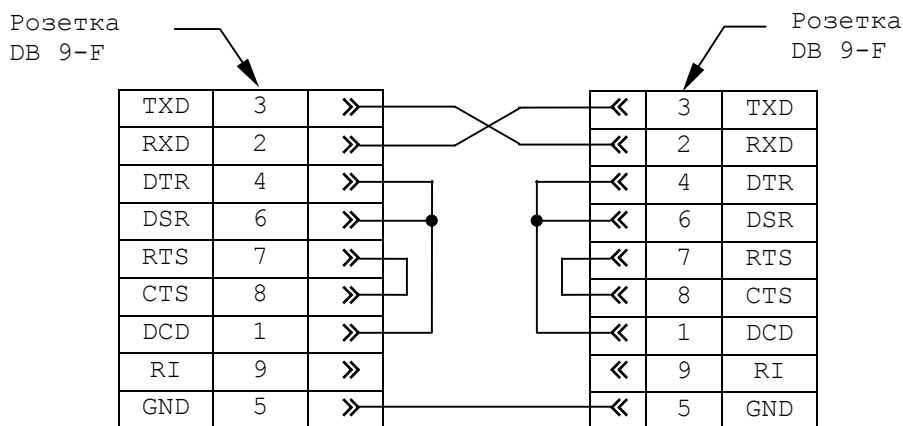 Розетка
DB 9-F
Розетка
DB 9-F
TXD 3 3 TXD
RXD 2 2 RXD
DTR 4 4 DTR
DSR 6 6 DSR
RTS 7 7 RTS
CTS 8 8 CTS
DCD 1 1 DCD
RI 9 9 RI
GND 5 5 GND